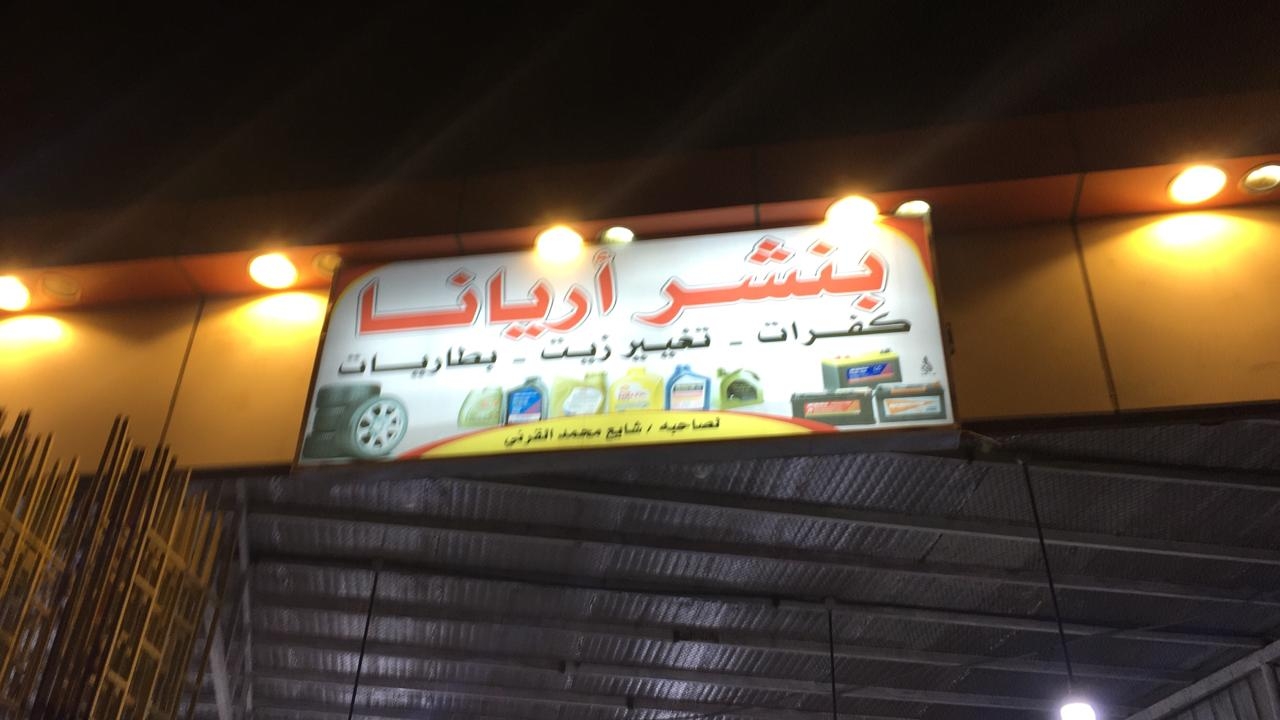 بنشر أريانا
كفرات - تغيير زيت - بطاريات
لصاحبه / شايع محمد القرني